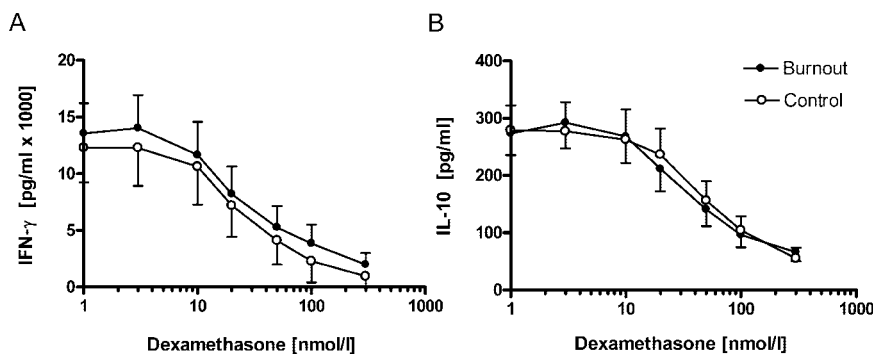 A
IFN-γ [pg/ml x 1000]
20
15
10
5
0
1
10
100
1000
Dexamethasone [nmol/l]
B
IL-10 [pg/ml]
400
300
200
100
0
1
10
100
1000
Dexamethasone [nmol/l]
Burnout
Control